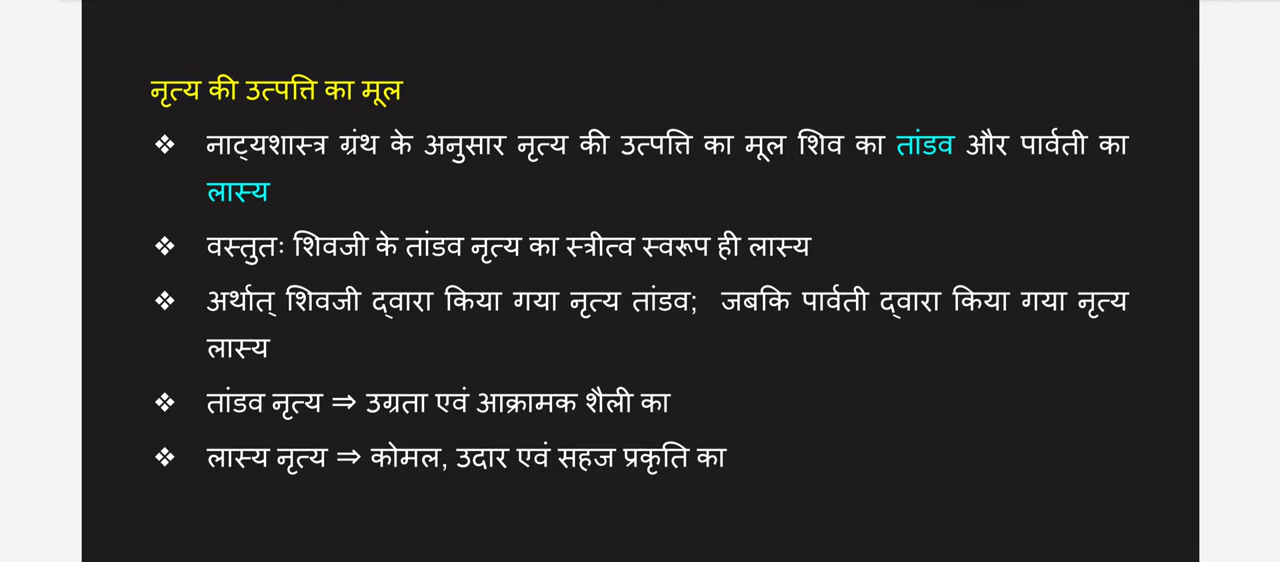 नृत्य की उत्पत्ति का मूल
❖ नाट्यशास्त्र ग्रंथ के अनुसार नृत्य की उत्पत्ति का मूल शिव का तांडव और पार्वती का
लास्य
❖ वस्तुतः शिवजी के तांडव नृत्य का स्त्रीत्व स्वरूप ही लास्य
❖ अर्थात् शिवजी द्वारा किया गया नृत्य तांडव; जबकि पार्वती द्वारा किया गया नृत्य
लास्य
❖ तांडव नृत्य ⇒ उग्रता एवं आक्रामक शैली का
❖ लास्य नृत्य ⇒ कोमल, उदार एवं सहज प्रकृति का